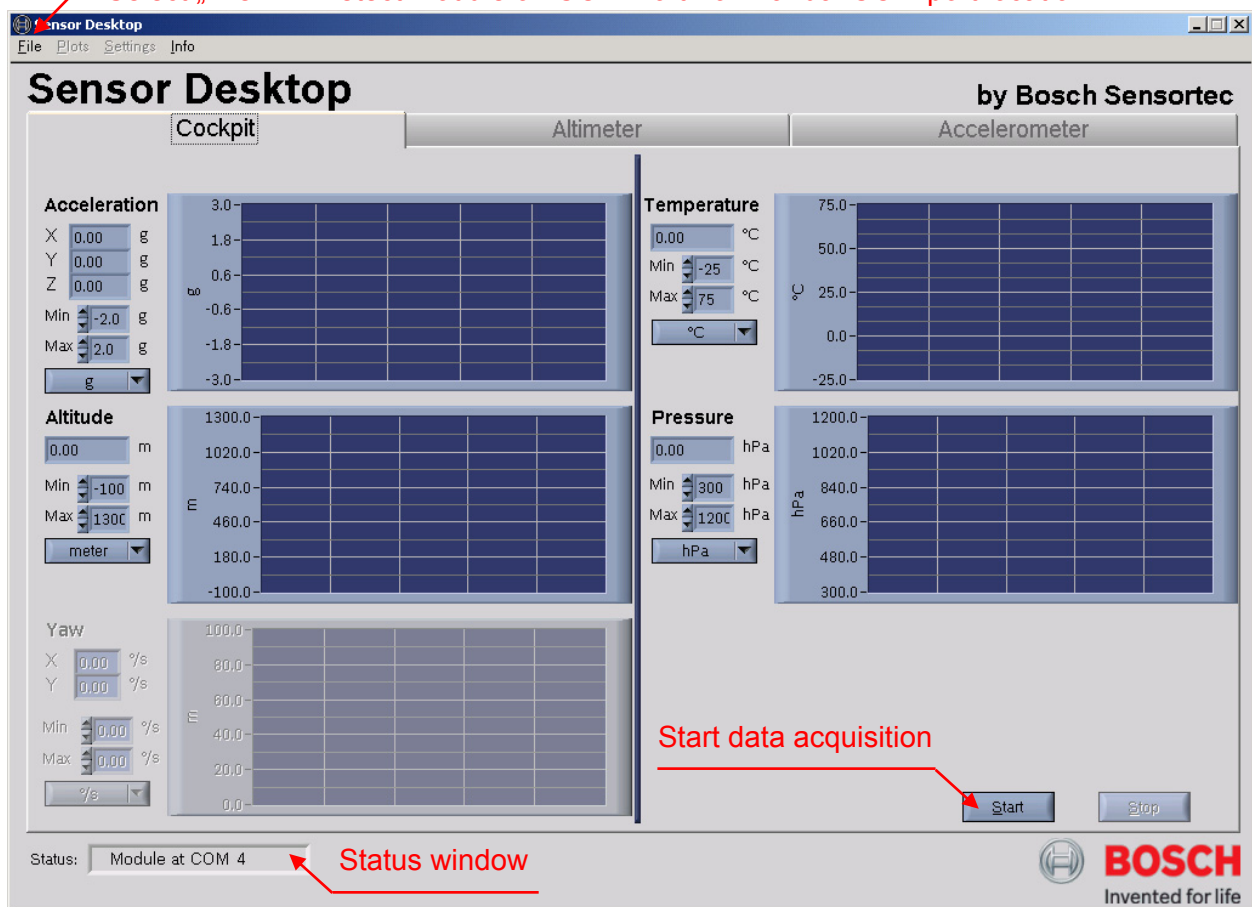 Sensor Desktop
File Plots Settings Info
Sensor Desktop
by Bosch Sensortec
Cockpit
Altimeter
Accelerometer
Acceleration
X 0.00 g
Y 0.00 g
Z 0.00 g
Min -2.0 g
Max 2.0 g
g
g
3.0
1.8
0.6
-0.6
-1.8
-3.0
Temperature
0.00 °C
Min -25 °C
Max 75 °C
°C
°C
75.0
50.0
25.0
0.0
-25.0
Altitude
0.00 m
Min -100 m
Max 1300 m
meter
m
1300.0
1020.0
740.0
460.0
180.0
-100.0
Pressure
0.00 hPa
Min 300 hPa
Max 1200 hPa
hPa
hPa
1200.0
1020.0
840.0
660.0
480.0
300.0
Yaw
X 0.00 °/s
Y 0.00 °/s
Min 0.00 °/s
Max 0.00 °/s
°/s
m
100.0
80.0
60.0
40.0
20.0
0.0
Start data acquisition
Start
Stop
Status: Module at COM 4
Status window
BOSCH
Invented for life